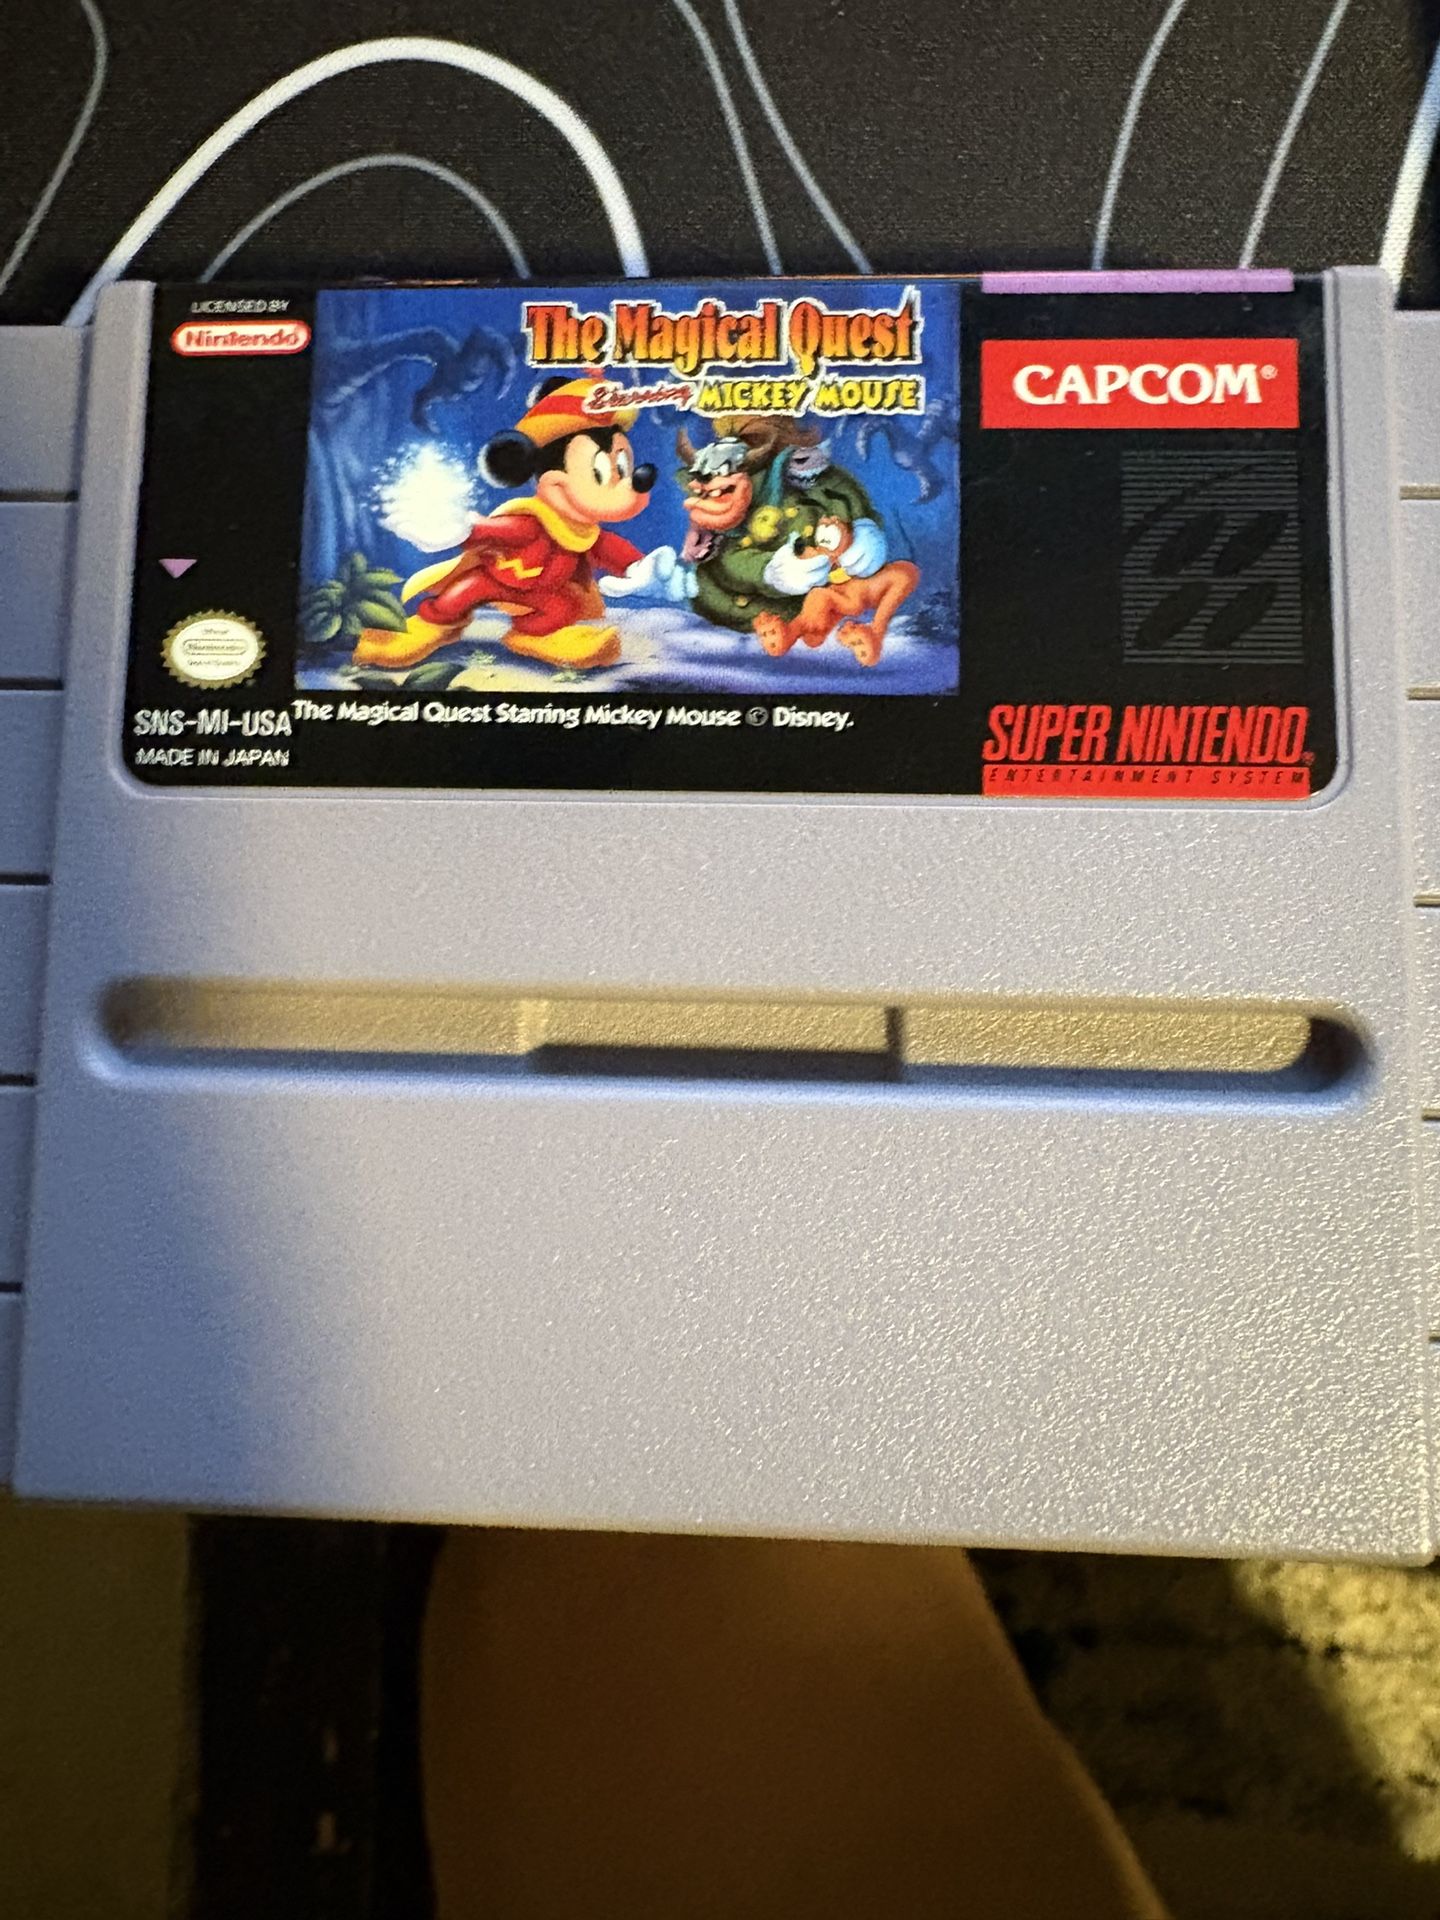 LICENSED BY
Nintendo
The Magical Quest
Starring MICKEY MOUSE
CAPCOM®
SNS-MI-USA
MADE IN JAPAN
The Magical Quest Starring Mickey Mouse © Disney.
SUPER NINTENDO®
ENTERTAINMENT SYSTEM